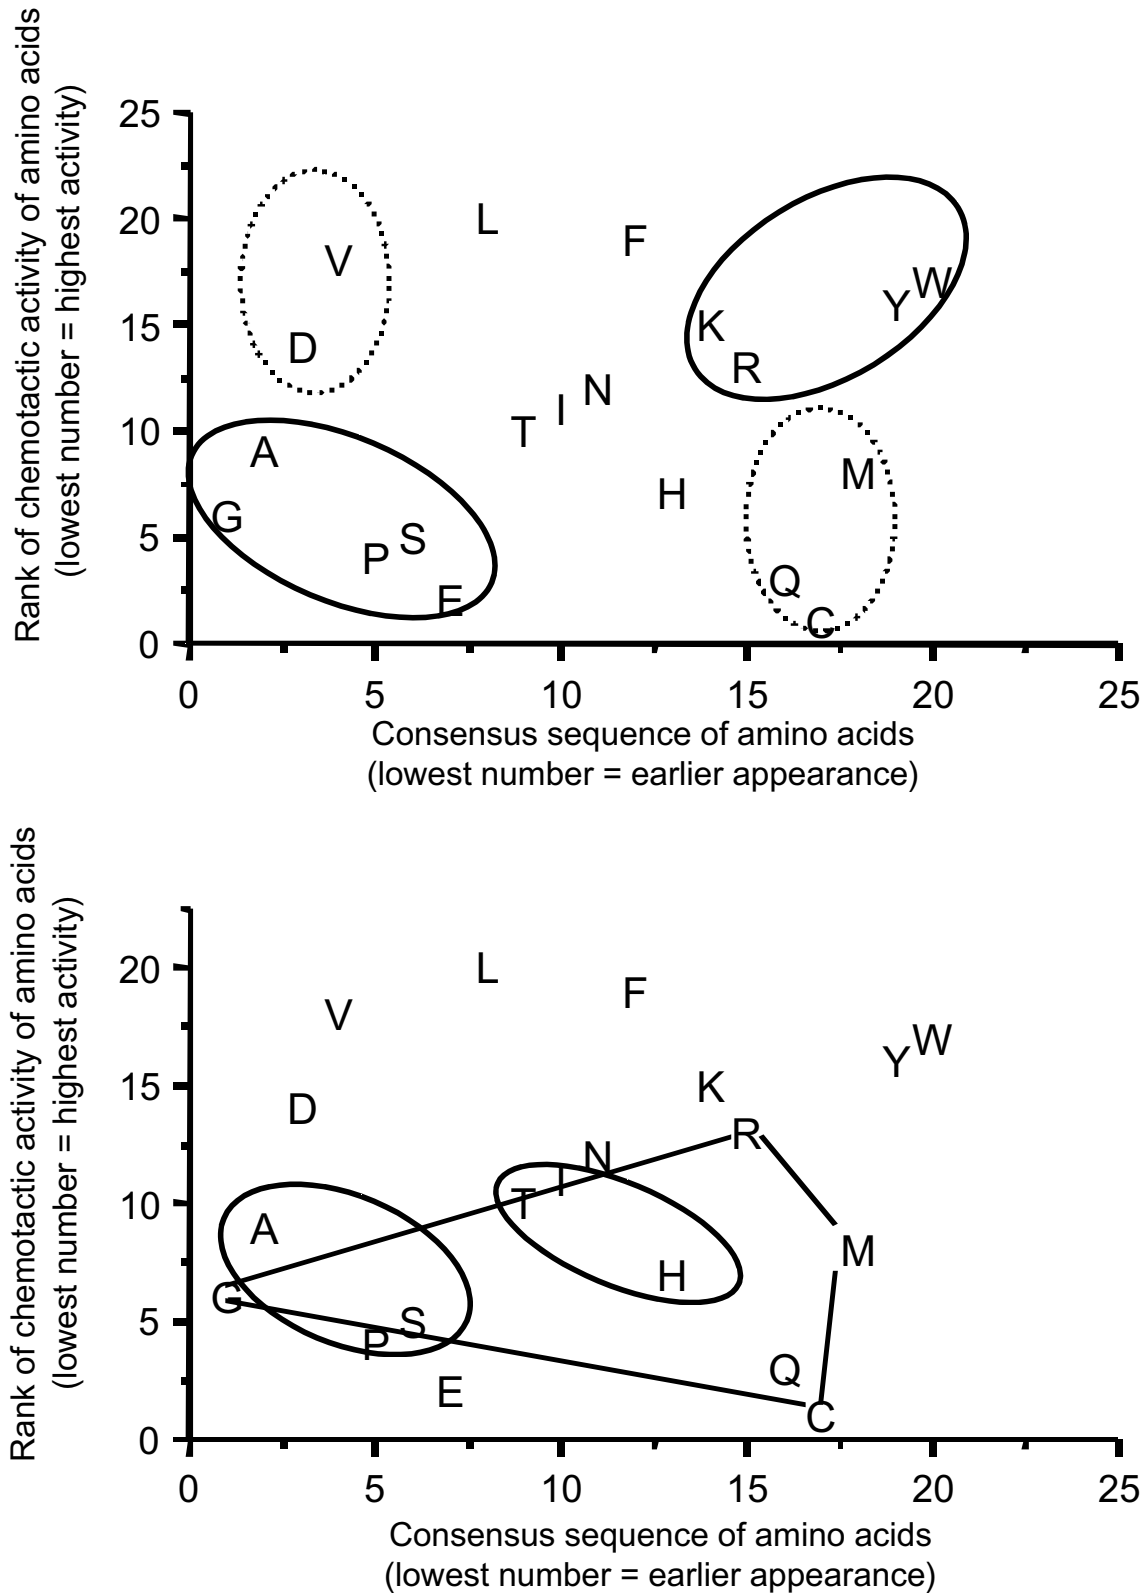 Rank of chemotactic activity of amino acids
(lowest number = highest activity)
25
20
15
10
5
0
L
F
V
W
Y
K
D
R
N
I
T
A
M
H
G
S
P
Q
E
C
0
5
10
15
20
25
Consensus sequence of amino acids
(lowest number = earlier appearance)
Rank of chemotactic activity of amino acids
(lowest number = highest activity)
20
15
10
5
0
L
F
V
W
Y
K
D
R
N
I
T
A
M
H
G
S
P
Q
E
C
0
5
10
15
20
25
Consensus sequence of amino acids
(lowest number = earlier appearance)